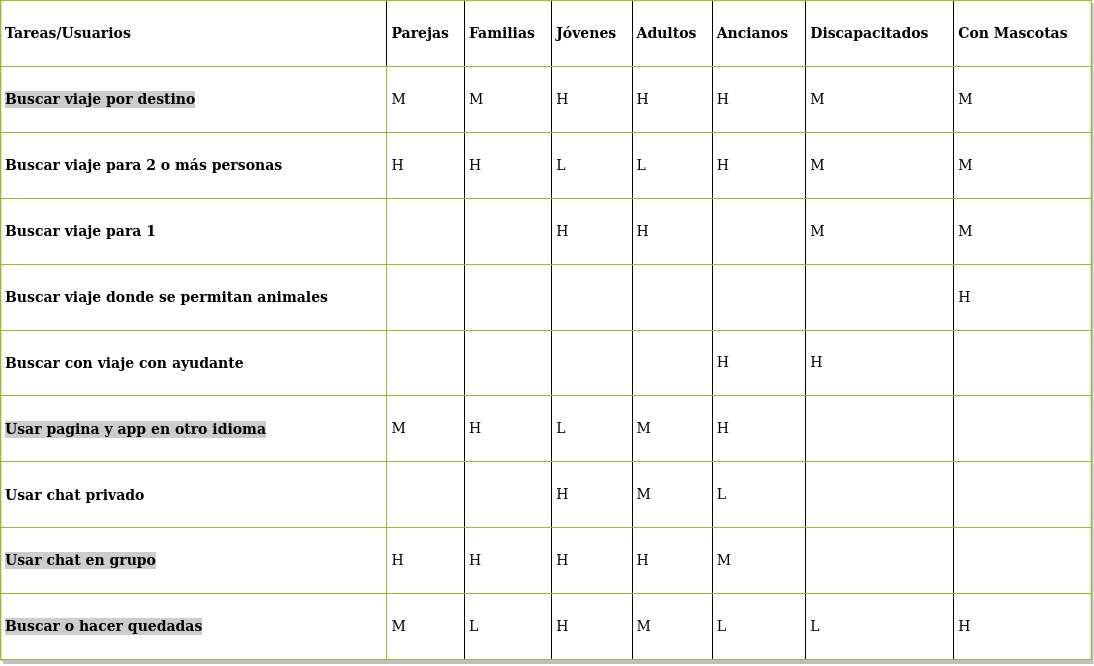 Tareas/Usuarios Parejas Familias Jóvenes Adultos Ancianos Discapacitados Con Mascotas
Buscar viaje por destino M M H H H M M
Buscar viaje para 2 o más personas H H L L H M M
Buscar viaje para 1 H H M M
Buscar viaje donde se permitan animales H
Buscar con viaje con ayudante H H
Usar pagina y app en otro idioma M H L M H
Usar chat privado H M L
Usar chat en grupo H H H H M
Buscar o hacer quedadas M L H M L L H